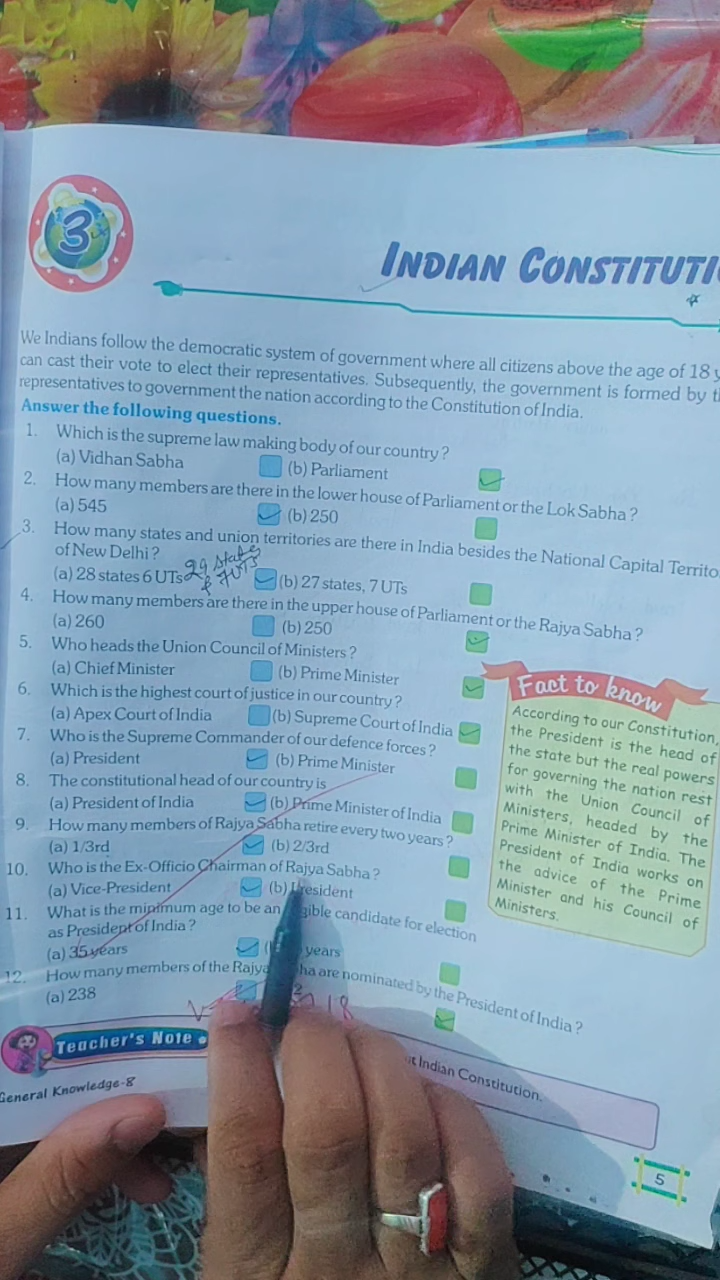 3
INDIAN CONSTITUTI
We Indians follow the democratic system of government where all citizens above the age of 18 y
can cast their vote to elect their representatives. Subsequently, the government is formed by t
representatives to government the nation according to the Constitution of India.
Answer the following questions.
1. Which is the supreme law making body of our country ?
(a) Vidhan Sabha (b) Parliament
2. How many members are there in the lower house of Parliament or the Lok Sabha ?
(a) 545 (b) 250
3. How many states and union territories are there in India besides the National Capital Territo
of New Delhi ?
29 States
& 7 UTS
(a) 28 states 6 UTs (b) 27 states, 7 UTs
4. How many members are there in the upper house of Parliament or the Rajya Sabha ?
(a) 260 (b) 250
5. Who heads the Union Council of Ministers ?
(a) Chief Minister (b) Prime Minister
6. Which is the highest court of justice in our country ?
(a) Apex Court of India (b) Supreme Court of India
7. Who is the Supreme Commander of our defence forces ?
(a) President (b) Prime Minister
8. The constitutional head of our country is
(a) President of India (b) Prime Minister of India
9. How many members of Rajya Sabha retire every two years ?
(a) 1/3rd (b) 2/3rd
10. Who is the Ex-Officio Chairman of Rajya Sabha ?
(a) Vice-President (b) President
11. What is the minimum age to be an eligible candidate for election
as President of India ?
(a) 35 years years
12. How many members of the Rajya Sabha are nominated by the President of India ?
(a) 238 2
18
Fact to know
According to our Constitution,
the President is the head of
the state but the real powers
for governing the nation rest
with the Union Council of
Ministers, headed by the
Prime Minister of India. The
President of India works on
the advice of the Prime
Minister and his Council of
Ministers.
Teacher's Note
Indian Constitution.
General Knowledge-8
5